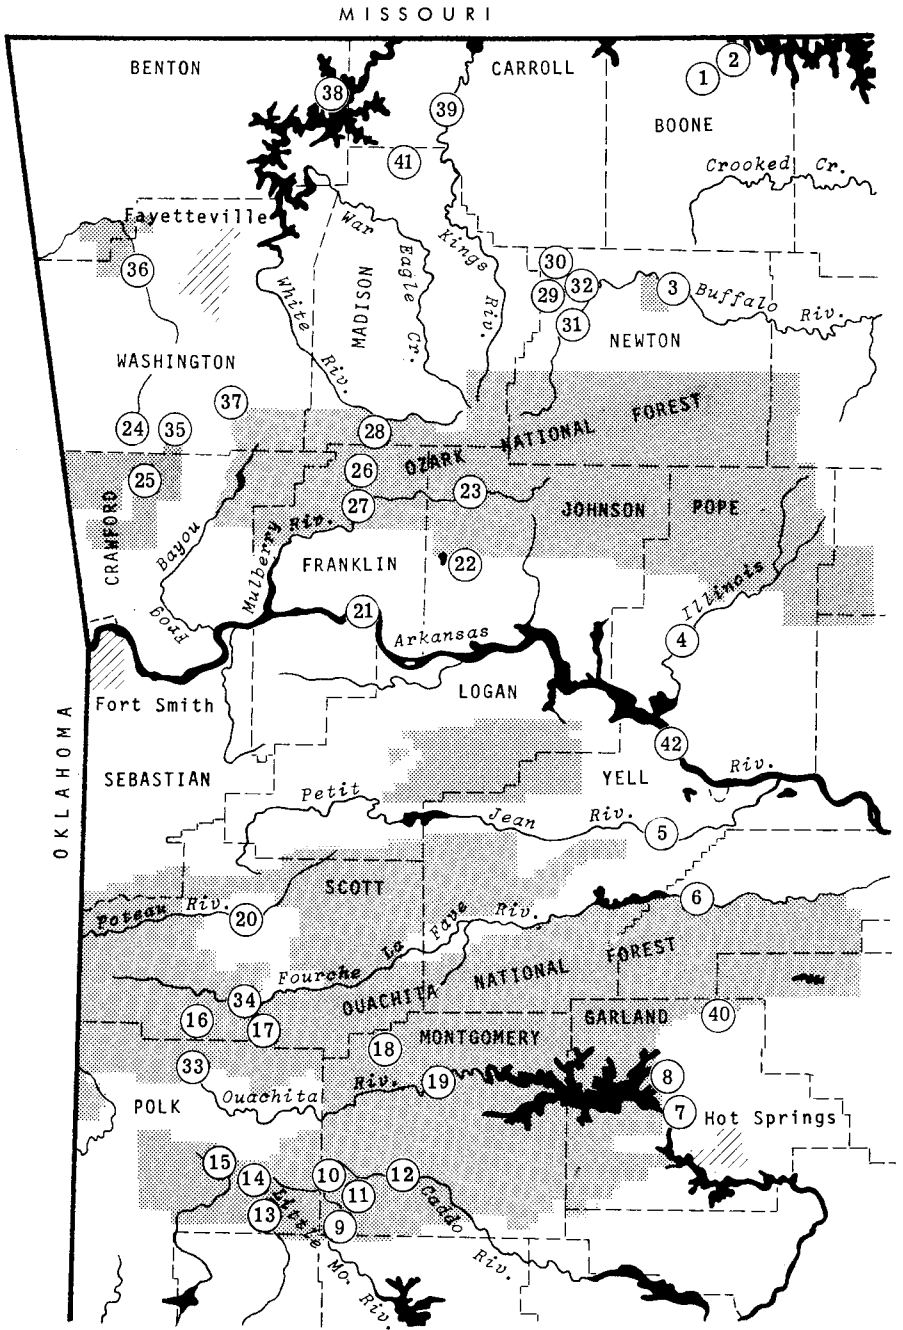 MISSOURI
BENTON
CARROLL
BOONE
2
1
38
39
41
Crooked Cr.
Fayetteville
War Eagle Cr.
Kings Riv.
36
30
29
32
3
31
Buffalo Riv.
White Riv.
MADISON
NEWTON
WASHINGTON
37
24
35
28
OZARK NATIONAL FOREST
25
26
27
23
JOHNSON
POPE
CRAWFORD
Frog Bayou
Mulberry Riv.
FRANKLIN
22
21
Illinois
4
Arkansas Riv.
LOGAN
Fort Smith
42
OKLAHOMA
SEBASTIAN
YELL
Petit Jean Riv.
5
SCOTT
6
Poteau Riv.
20
Fourche La Fave Riv.
OUACHITA NATIONAL FOREST
34
16
17
GARLAND
40
MONTGOMERY
18
33
19
8
7
POLK
Ouachita Riv.
Hot Springs
15
14
10
12
11
13
9
Caddo Riv.
Little Mo. Riv.